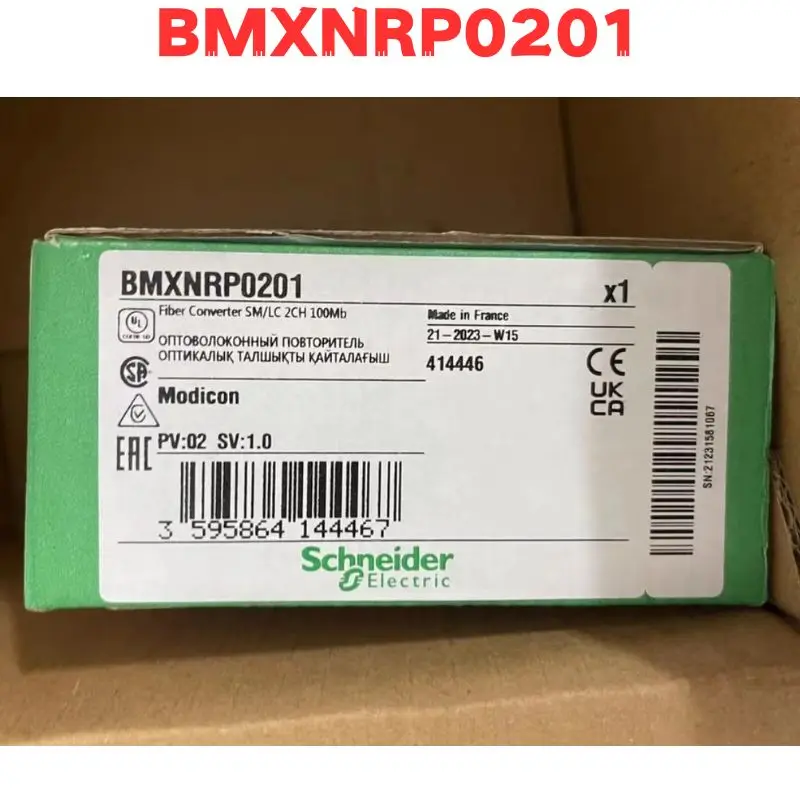 BMXNRP0201
BMXNRP0201 x1
Fiber Converter SM/LC 2CH 100Mb
Made in France
21-2023-W15
ОПТОВОЛОКОННЫЙ ПОВТОРИТЕЛЬ
ОПТИКАЛЫҚ ТАЛШЫҚТЫ ҚАЙТАЛАҒЫШ
414446
UL
CE
UK
CA
SA
Modicon
EAC
PV:02 SV:1.0
3 595864 144467
SN:21231581067
Schneider
Electric